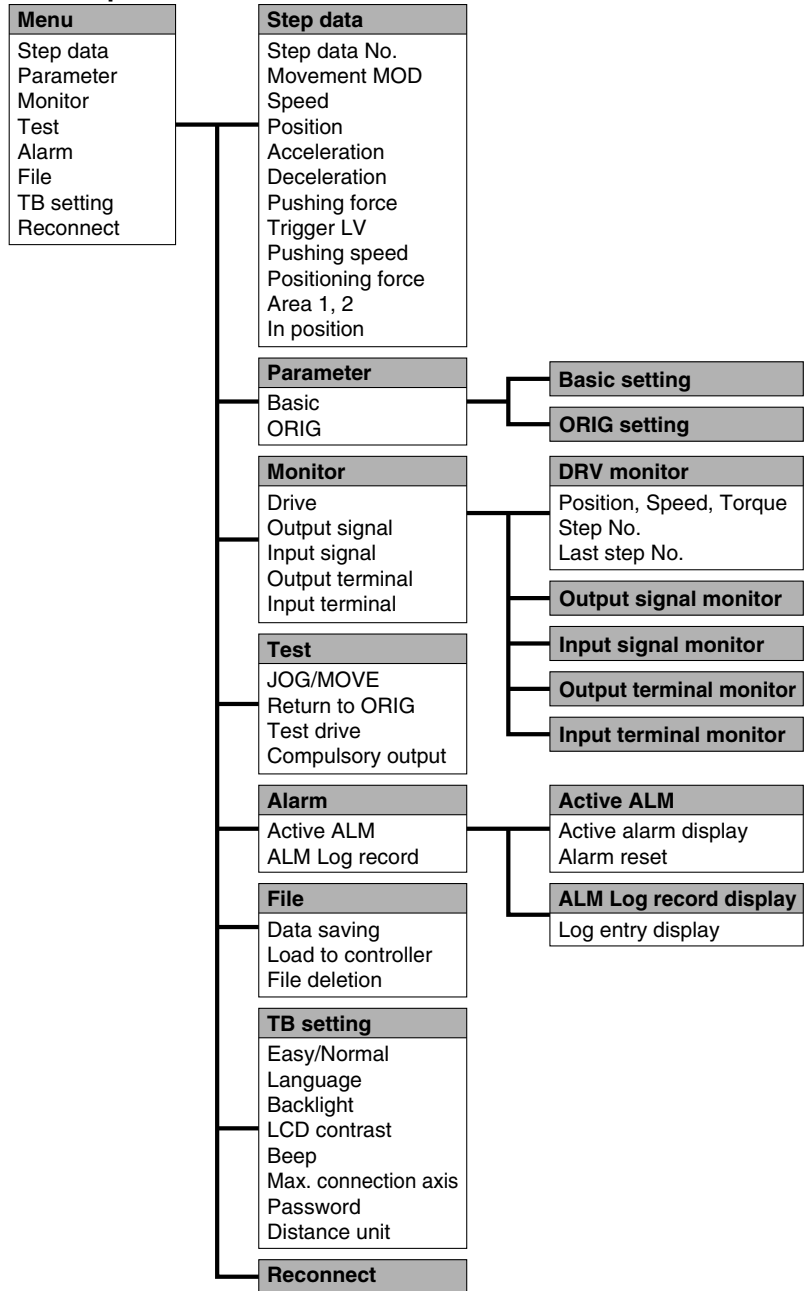 Menu
Step data
Parameter
Monitor
Test
Alarm
File
TB setting
Reconnect
Step data
Step data No.
Movement MOD
Speed
Position
Acceleration
Deceleration
Pushing force
Trigger LV
Pushing speed
Positioning force
Area 1, 2
In position
Parameter
Basic
ORIG
Basic setting
ORIG setting
Monitor
Drive
Output signal
Input signal
Output terminal
Input terminal
DRV monitor
Position, Speed, Torque
Step No.
Last step No.
Output signal monitor
Input signal monitor
Output terminal monitor
Input terminal monitor
Test
JOG/MOVE
Return to ORIG
Test drive
Compulsory output
Alarm
Active ALM
ALM Log record
Active ALM
Active alarm display
Alarm reset
ALM Log record display
Log entry display
File
Data saving
Load to controller
File deletion
TB setting
Easy/Normal
Language
Backlight
LCD contrast
Beep
Max. connection axis
Password
Distance unit
Reconnect